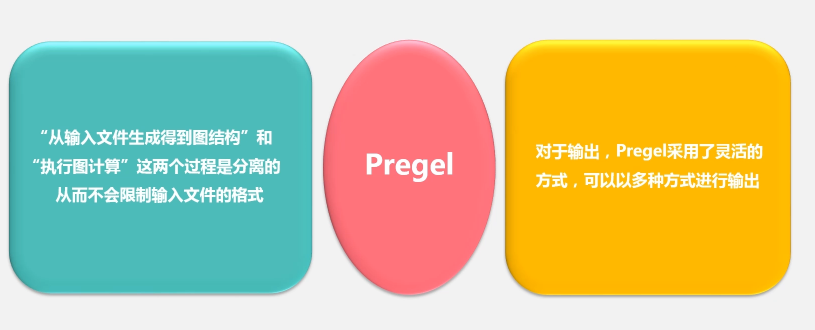 “从输入文件生成得到图结构”和
“执行图计算”这两个过程是分离的
从而不会限制输入文件的格式
Pregel
对于输出，Pregel采用了灵活的
方式，可以以多种方式进行输出